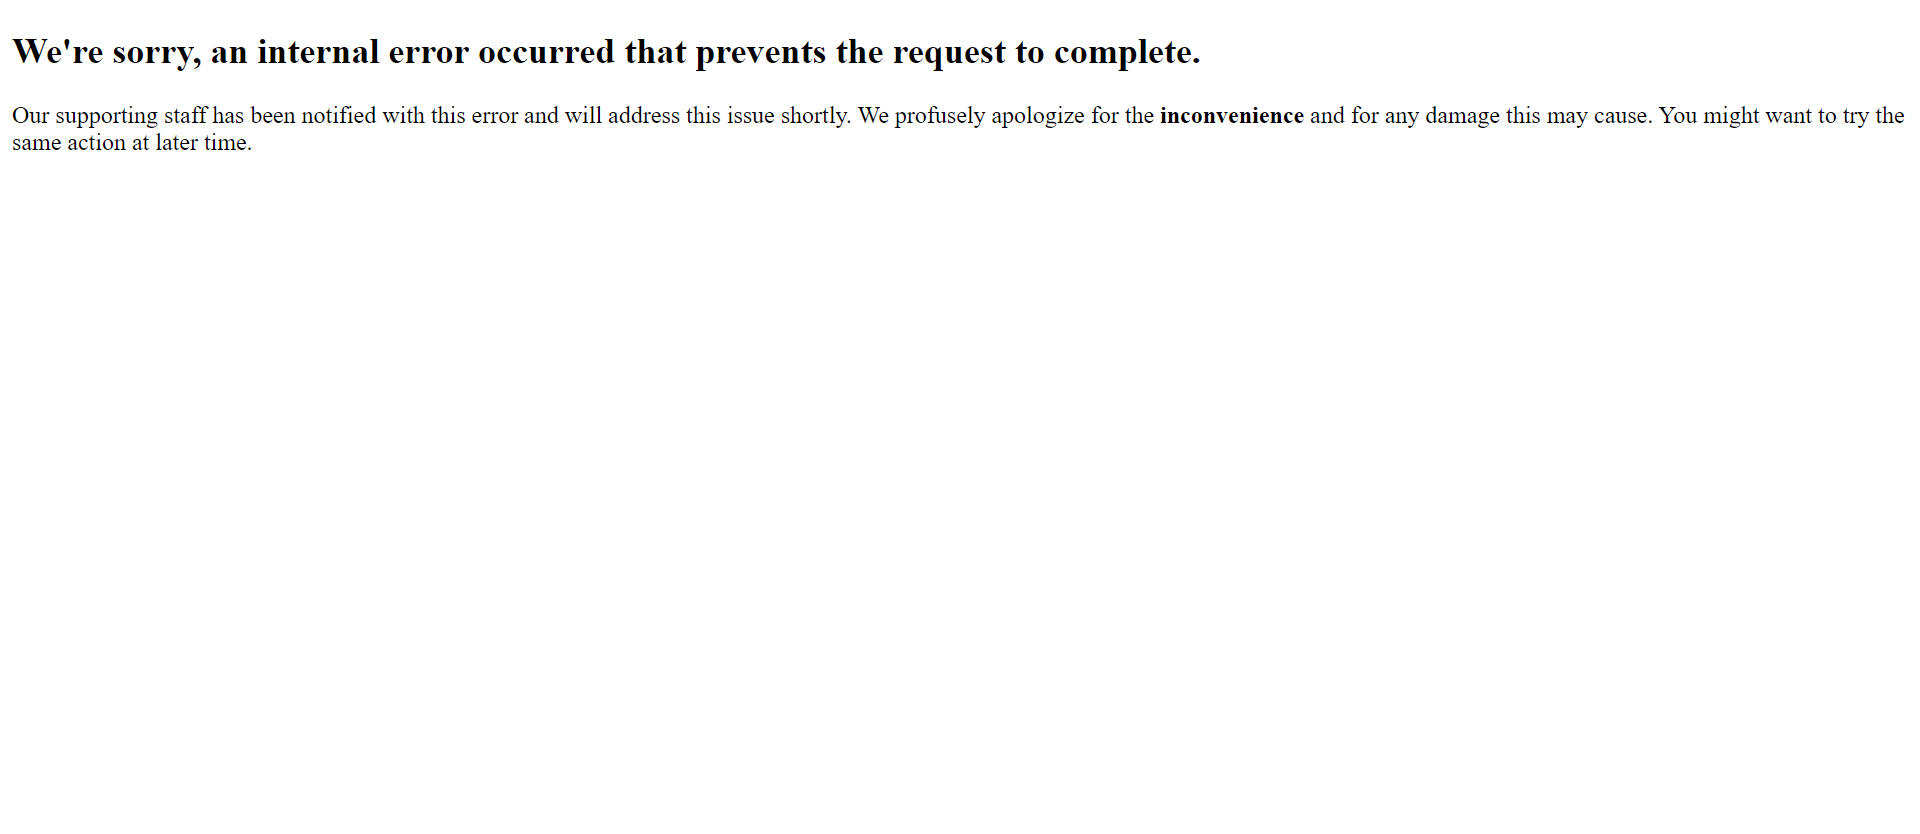 We're sorry, an internal error occurred that prevents the request to complete.
Our supporting staff has been notified with this error and will address this issue shortly. We profusely apologize for the inconvenience and for any damage this may cause. You might want to try the
same action at later time.